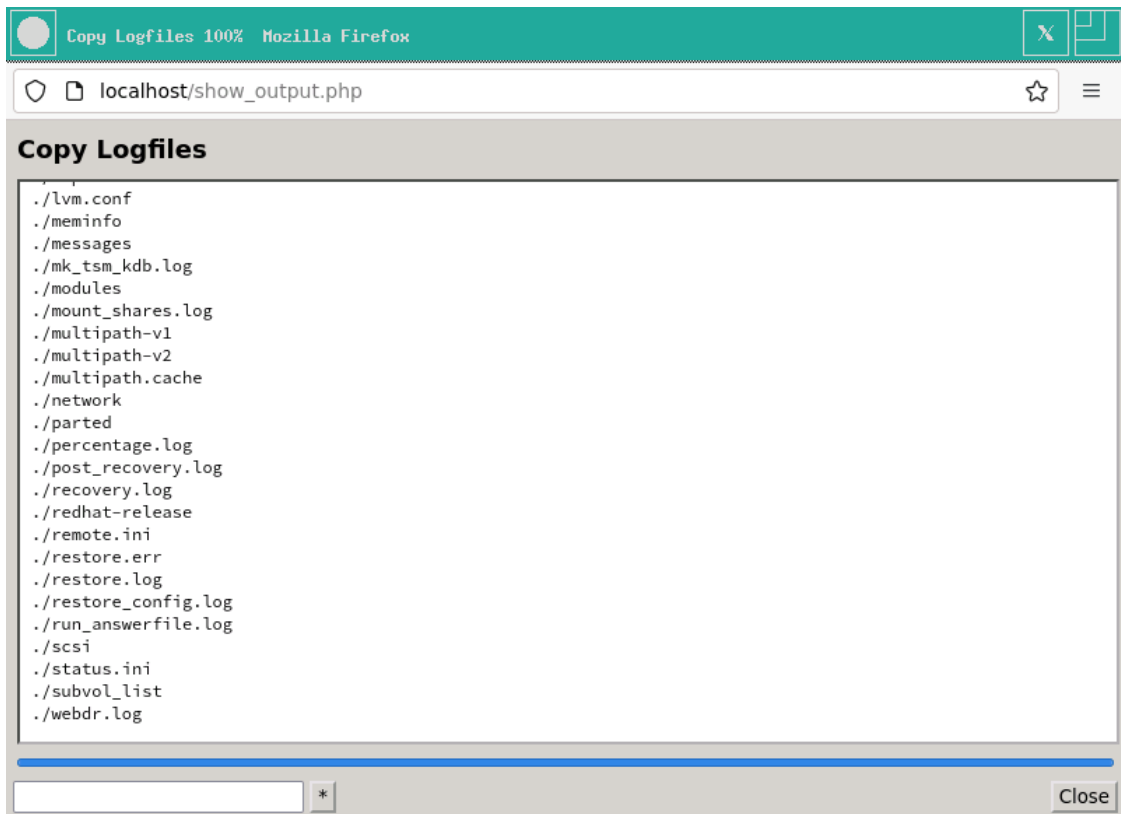 Copy Logfiles 100% Mozilla Firefox
X
localhost/show_output.php
Copy Logfiles
./lvm.conf
./meminfo
./messages
./mk_tsm_kdb.log
./modules
./mount_shares.log
./multipath-v1
./multipath-v2
./multipath.cache
./network
./parted
./percentage.log
./post_recovery.log
./recovery.log
./redhat-release
./remote.ini
./restore.err
./restore.log
./restore_config.log
./run_answerfile.log
./scsi
./status.ini
./subvol_list
./webdr.log
*
Close